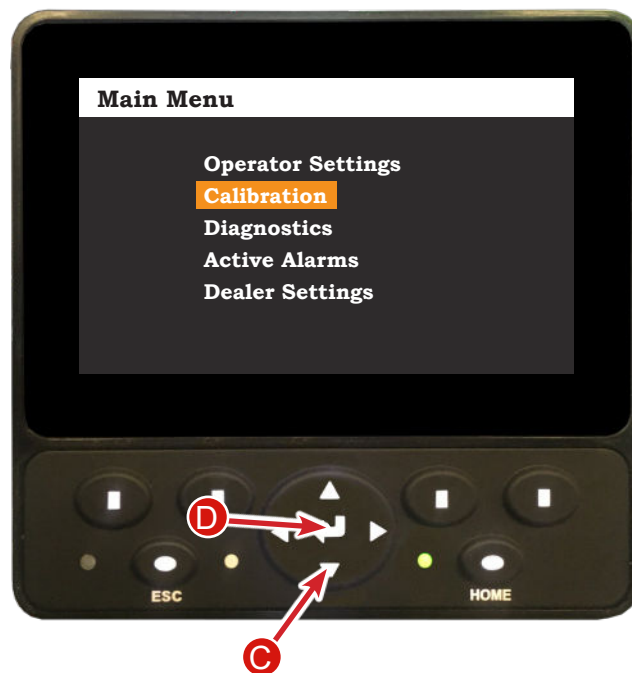 Main Menu
Operator Settings
Calibration
Diagnostics
Active Alarms
Dealer Settings
D
ESC
HOME
C